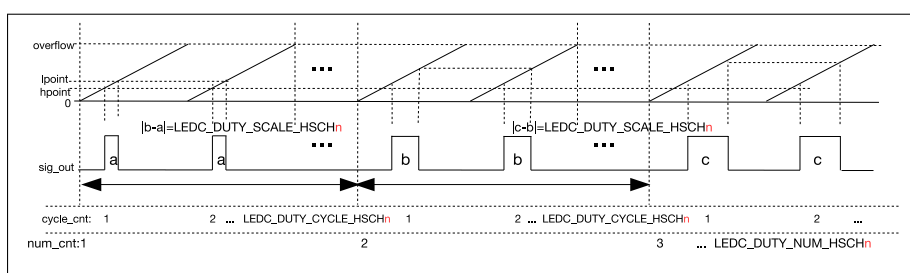 overflow
lpoint
hpoint
0
... ...
|b-a|=LEDC_DUTY_SCALE_HSCHn |c-b|=LEDC_DUTY_SCALE_HSCHn
... ...
sig_out a a b b c c
cycle_cnt: 1 2 ... LEDC_DUTY_CYCLE_HSCHn 1 2 ... LEDC_DUTY_CYCLE_HSCHn 1 2 ...
num_cnt:1 2 3 ... LEDC_DUTY_NUM_HSCHn